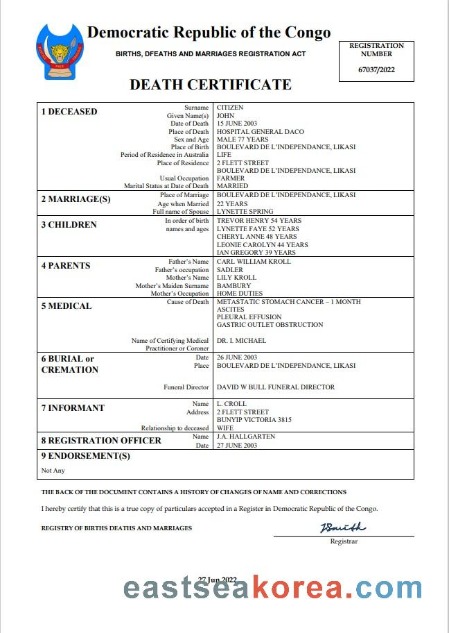 Democratic Republic of the Congo
BIRTHS, DFEATHS AND MARRIAGES REGISTRATION ACT
REGISTRATION
NUMBER
67037/2022
DEATH CERTIFICATE
1 DECEASED
Surname CITIZEN
Given Name(s) JOHN
Date of Death 15 JUNE 2003
Place of Death HOSPITAL GENERAL DACO
Sex and Age MALE 77 YEARS
Place of Birth BOULEVARD DE L'INDEPENDANCE, LIKASI
Period of Residence in Australia LIFE
Place of Residence 2 FLETT STREET
BOULEVARD DE L'INDEPENDANCE, LIKASI
Usual Occupation FARMER
Marital Status at Date of Death MARRIED
2 MARRIAGE(S)
Place of Marriage BOULEVARD DE L'INDEPENDANCE, LIKASI
Age when Married 22 YEARS
Full name of Spouse LYNETTE SPRING
3 CHILDREN
In order of birth TREVOR HENRY 54 YEARS
names and ages LYNETTE FAYE 52 YEARS
CHERYL ANNE 48 YEARS
LEONIE CAROLYN 44 YEARS
IAN GREGORY 39 YEARS
4 PARENTS
Father's Name CARL WILLIAM KROLL
Father's occupation SADLER
Mother's Name LILY KROLL
Mother's Maiden Surname BAMBURY
Mother's Occupation HOME DUTIES
5 MEDICAL
Cause of Death METASTATIC STOMACH CANCER – 1 MONTH
ASCITES
PLEURAL EFFUSION
GASTRIC OUTLET OBSTRUCTION
Name of Certifying Medical DR. I. MICHAEL
Practitioner or Coroner
6 BURIAL or
CREMATION
Date 26 JUNE 2003
Place BOULEVARD DE L'INDEPENDANCE, LIKASI
Funeral Director DAVID W BULL FUNERAL DIRECTOR
7 INFORMANT
Name L. CROLL
Address 2 FLETT STREET
BUNYIP VICTORIA 3815
Relationship to deceased WIFE
8 REGISTRATION OFFICER
Name J.A. HALLGARTEN
Date 27 JUNE 2003
9 ENDORSEMENT(S)
Not Any
THE BACK OF THE DOCUMENT CONTAINS A HISTORY OF CHANGES OF NAME AND CORRECTIONS
I hereby certify that this is a true copy of particulars accepted in a Register in Democratic Republic of the Congo.
REGISTRY OF BIRTHS DEATHS AND MARRIAGES
Registrar
27 Jun 2022
eastseakorea.com